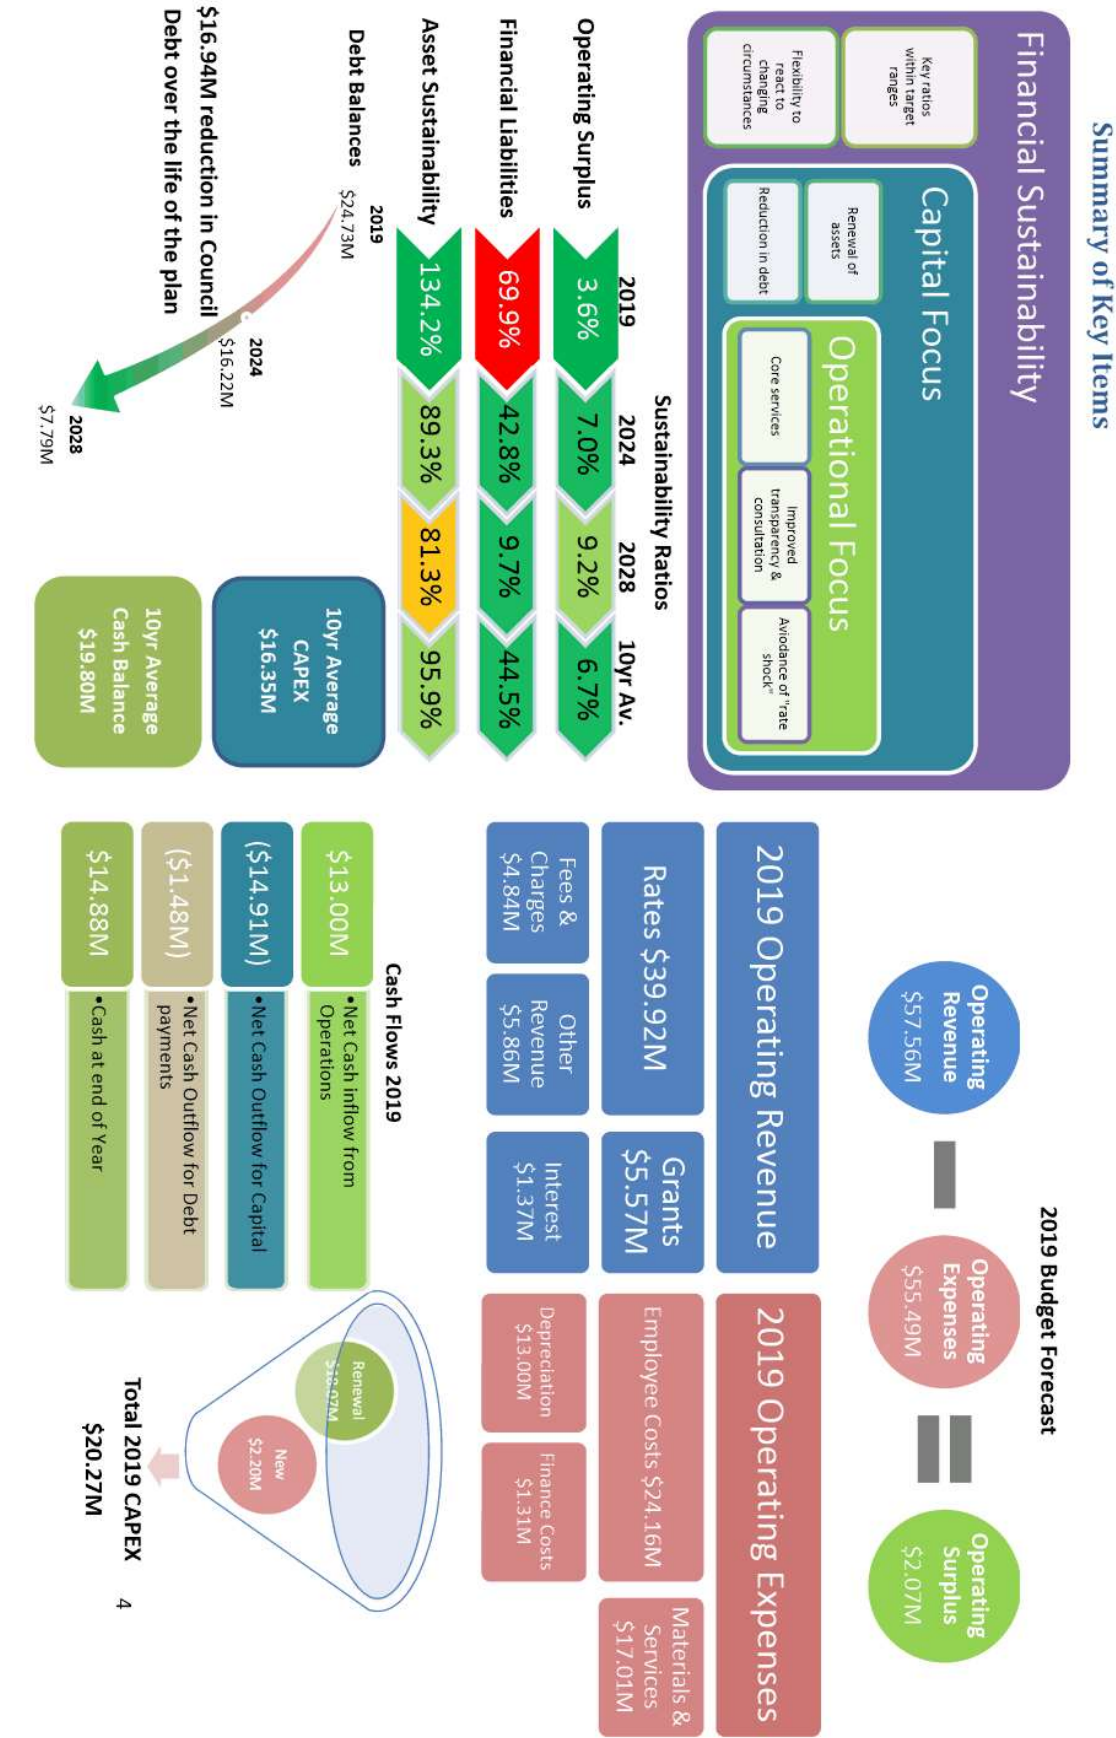 Summary of Key Items
Financial Sustainability
Key ratios
within target
ranges
Flexibility to
react to
changing
circumstances
Capital Focus
Renewal of
assets
Reduction in debt
Operational Focus
Core services
Improved
transparency &
consultation
Aviodance of "rate
shock"
Sustainability Ratios
2019 2024 2028 10yr Av.
Operating Surplus 3.6% 7.0% 9.2% 6.7%
Financial Liabilities 69.9% 42.8% 9.7% 44.5%
Asset Sustainability 134.2% 89.3% 81.3% 95.9%
Debt Balances
2019
$24.73M
2024
$16.22M
2028
$7.79M
$16.94M reduction in Council
Debt over the life of the plan
10yr Average
CAPEX
$16.35M
10yr Average
Cash Balance
$19.80M
2019 Budget Forecast
Operating
Revenue
$57.56M
Operating
Expenses
$55.49M
Operating
Surplus
$2.07M
2019 Operating Revenue
Rates $39.92M
Grants
$5.57M
Fees &
Charges
$4.84M
Other
Revenue
$5.86M
Interest
$1.37M
2019 Operating Expenses
Employee Costs $24.16M
Materials &
Services
$17.01M
Depreciation
$13.00M
Finance Costs
$1.31M
Cash Flows 2019
$13.00M
•Net Cash inflow from
Operations
($14.91M)
•Net Cash Outflow for Capital
($1.48M)
•Net Cash Outflow for Debt
payments
$14.88M
•Cash at end of Year
Renewal
$18.07M
New
$2.20M
Total 2019 CAPEX
$20.27M
4